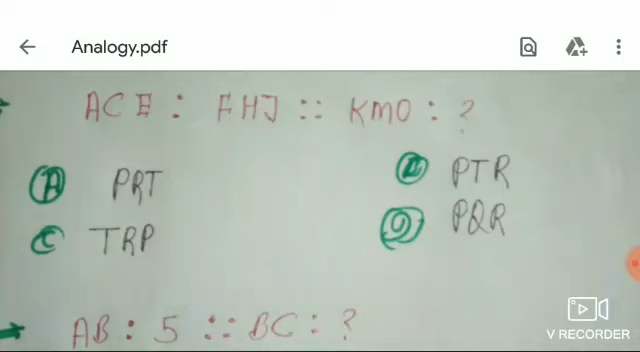 Analogy.pdf
ACE : FHJ :: KMO : ?
(A) PRT (B) PTR
(C) TRP (D) PQR
AB : 5 :: BC : ?
V RECORDER